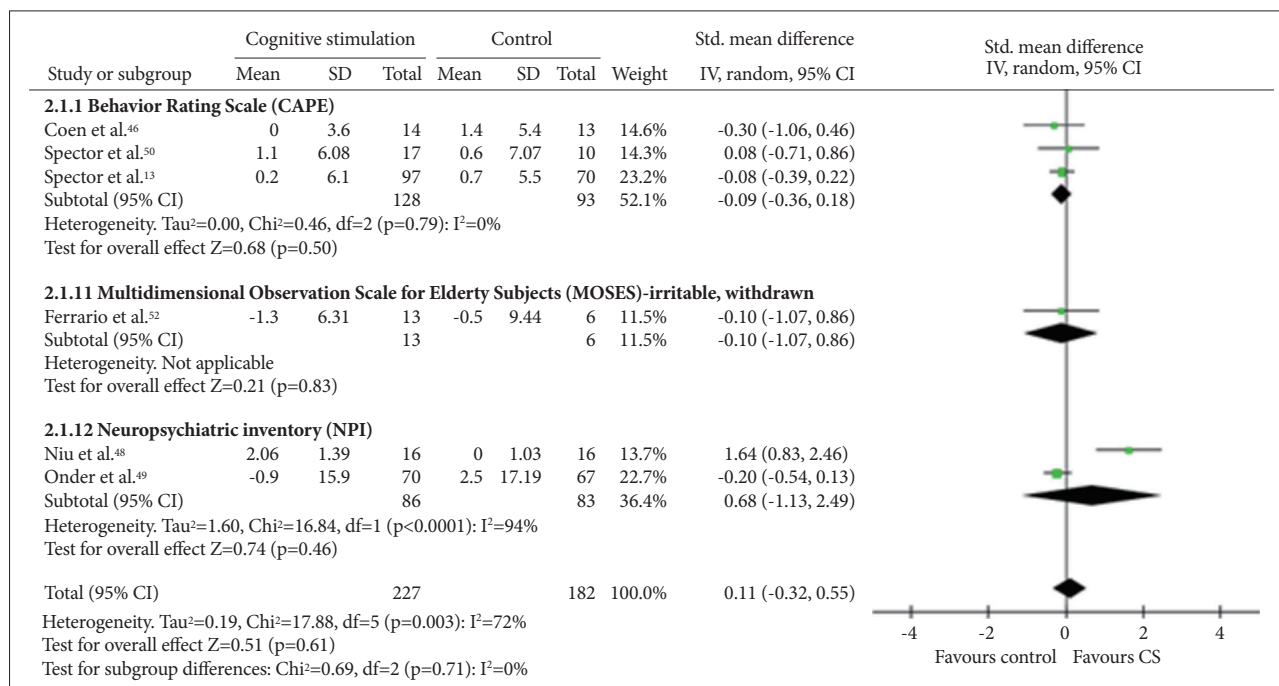 Cognitive stimulation Control Std. mean difference Std. mean difference
Study or subgroup Mean SD Total Mean SD Total Weight IV, random, 95% CI IV, random, 95% CI
2.1.1 Behavior Rating Scale (CAPE)
Coen et al.⁴⁶ 0 3.6 14 1.4 5.4 13 14.6% -0.30 (-1.06, 0.46)
Spector et al.⁵⁰ 1.1 6.08 17 0.6 7.07 10 14.3% 0.08 (-0.71, 0.86)
Spector et al.¹³ 0.2 6.1 97 0.7 5.5 70 23.2% -0.08 (-0.39, 0.22)
Subtotal (95% CI) 128 93 52.1% -0.09 (-0.36, 0.18)
Heterogeneity. Tau²=0.00, Chi²=0.46, df=2 (p=0.79): I²=0%
Test for overall effect Z=0.68 (p=0.50)
2.1.11 Multidimensional Observation Scale for Elderty Subjects (MOSES)-irritable, withdrawn
Ferrario et al.⁵² -1.3 6.31 13 -0.5 9.44 6 11.5% -0.10 (-1.07, 0.86)
Subtotal (95% CI) 13 6 11.5% -0.10 (-1.07, 0.86)
Heterogeneity. Not applicable
Test for overall effect Z=0.21 (p=0.83)
2.1.12 Neuropsychiatric inventory (NPI)
Niu et al.⁴⁸ 2.06 1.39 16 0 1.03 16 13.7% 1.64 (0.83, 2.46)
Onder et al.⁴⁹ -0.9 15.9 70 2.5 17.19 67 22.7% -0.20 (-0.54, 0.13)
Subtotal (95% CI) 86 83 36.4% 0.68 (-1.13, 2.49)
Heterogeneity. Tau²=1.60, Chi²=16.84, df=1 (p<0.0001): I²=94%
Test for overall effect Z=0.74 (p=0.46)
Total (95% CI) 227 182 100.0% 0.11 (-0.32, 0.55)
Heterogeneity. Tau²=0.19, Chi²=17.88, df=5 (p=0.003): I²=72%
Test for overall effect Z=0.51 (p=0.61)
Test for subgroup differences: Chi²=0.69, df=2 (p=0.71): I²=0%
-4 -2 0 2 4
Favours control Favours CS